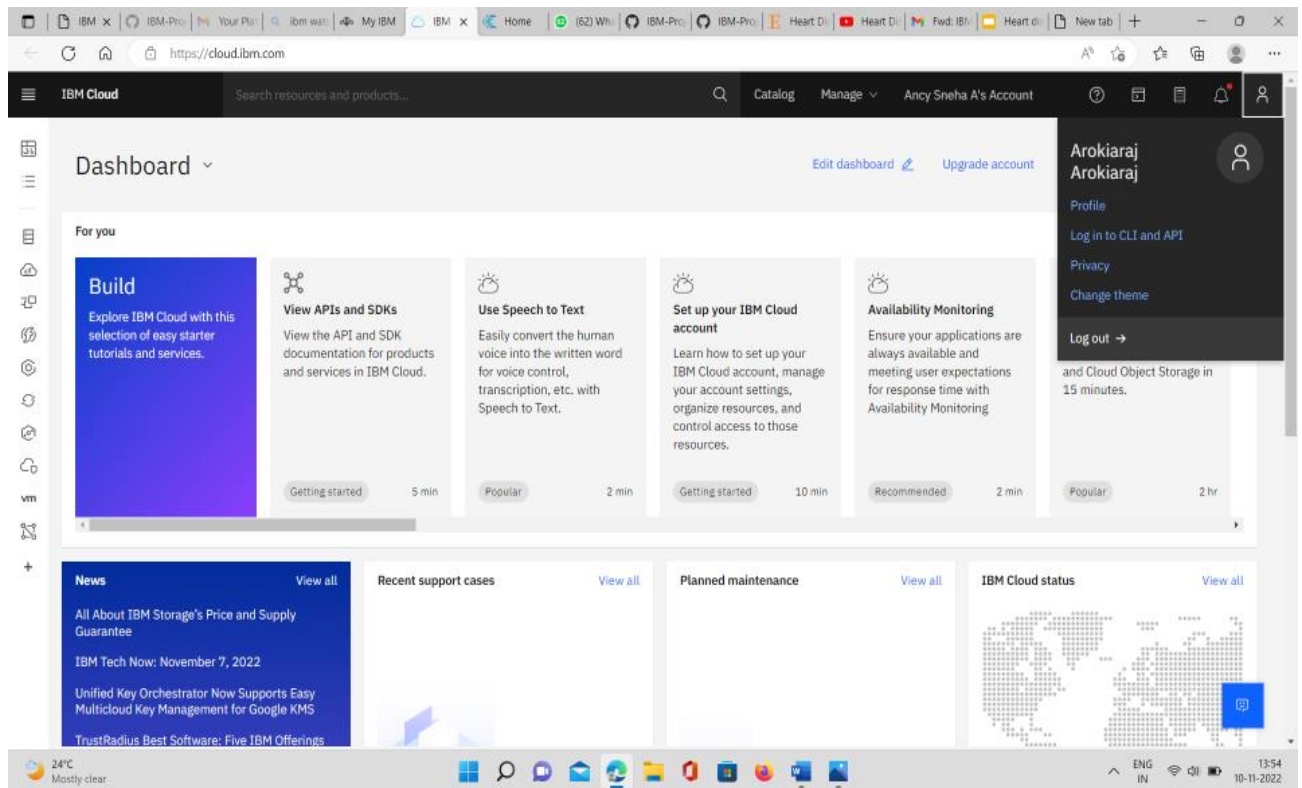 IBM
IBM-Pro
Your Pla
ibm wat
My IBM
IBM
Home
(62) Wh
IBM-Pro
IBM-Pro
Heart Di
Heart Di
Fwd: IBM
Heart di
New tab
https://cloud.ibm.com
IBM Cloud
Search resources and products...
Catalog
Manage
Ancy Sneha A's Account
Dashboard
Edit dashboard
Upgrade account
Arokiaraj
Arokiaraj
Profile
Log in to CLI and API
Privacy
Change theme
Log out →
For you
Build
Explore IBM Cloud with this
selection of easy starter
tutorials and services.
View APIs and SDKs
View the API and SDK
documentation for products
and services in IBM Cloud.
Getting started
5 min
Use Speech to Text
Easily convert the human
voice into the written word
for voice control,
transcription, etc. with
Speech to Text.
Popular
2 min
Set up your IBM Cloud
account
Learn how to set up your
IBM Cloud account, manage
your account settings,
organize resources, and
control access to those
resources.
Getting started
10 min
Availability Monitoring
Ensure your applications are
always available and
meeting user expectations
for response time with
Availability Monitoring
Recommended
2 min
and Cloud Object Storage in
15 minutes.
Popular
2 hr
vm
News
View all
All About IBM Storage's Price and Supply
Guarantee
IBM Tech Now: November 7, 2022
Unified Key Orchestrator Now Supports Easy
Multicloud Key Management for Google KMS
TrustRadius Best Software: Five IBM Offerings
Recent support cases
View all
Planned maintenance
View all
IBM Cloud status
View all
24°C
Mostly clear
ENG
IN
13:54
10-11-2022